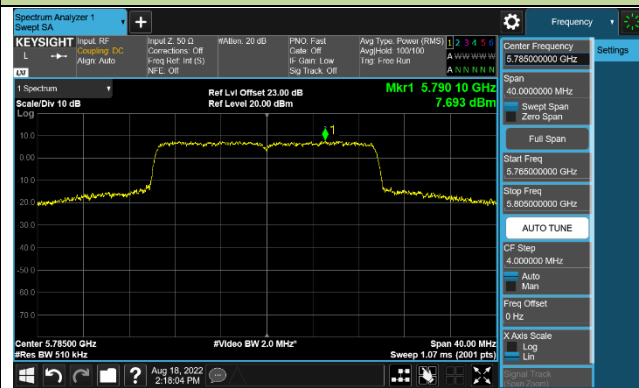 Spectrum Analyzer 1
Swept SA
Frequency
KEYSIGHT
Input: RF
Coupling: DC
Align: Auto
Input Z: 50 Ω
Corrections: Off
Freq Ref: Int (S)
NFE: Off
#Atten: 20 dB
PNO: Fast
Gate: Off
IF Gain: Low
Sig Track: Off
Avg Type: Power (RMS)
Avg|Hold: 100/100
Trig: Free Run
1 2 3 4 5 6
A W W W W W
A N N N N N
L
LXI
1 Spectrum
Scale/Div 10 dB
Log
Ref Lvl Offset 23.00 dB
Ref Level 20.00 dBm
Mkr1 5.790 10 GHz
7.693 dBm
1
10.0
0.00
-10.0
-20.0
-30.0
-40.0
-50.0
-60.0
-70.0
Center 5.78500 GHz
#Res BW 510 kHz
#Video BW 2.0 MHz*
Span 40.00 MHz
Sweep 1.07 ms (2001 pts)
Center Frequency
5.785000000 GHz
Settings
Span
40.0000000 MHz
Swept Span
Zero Span
Full Span
Start Freq
5.765000000 GHz
Stop Freq
5.805000000 GHz
AUTO TUNE
CF Step
4.000000 MHz
Auto
Man
Freq Offset
0 Hz
X Axis Scale
Log
Lin
Signal Track
(Span Zoom)
?
Aug 18, 2022
2:18:04 PM